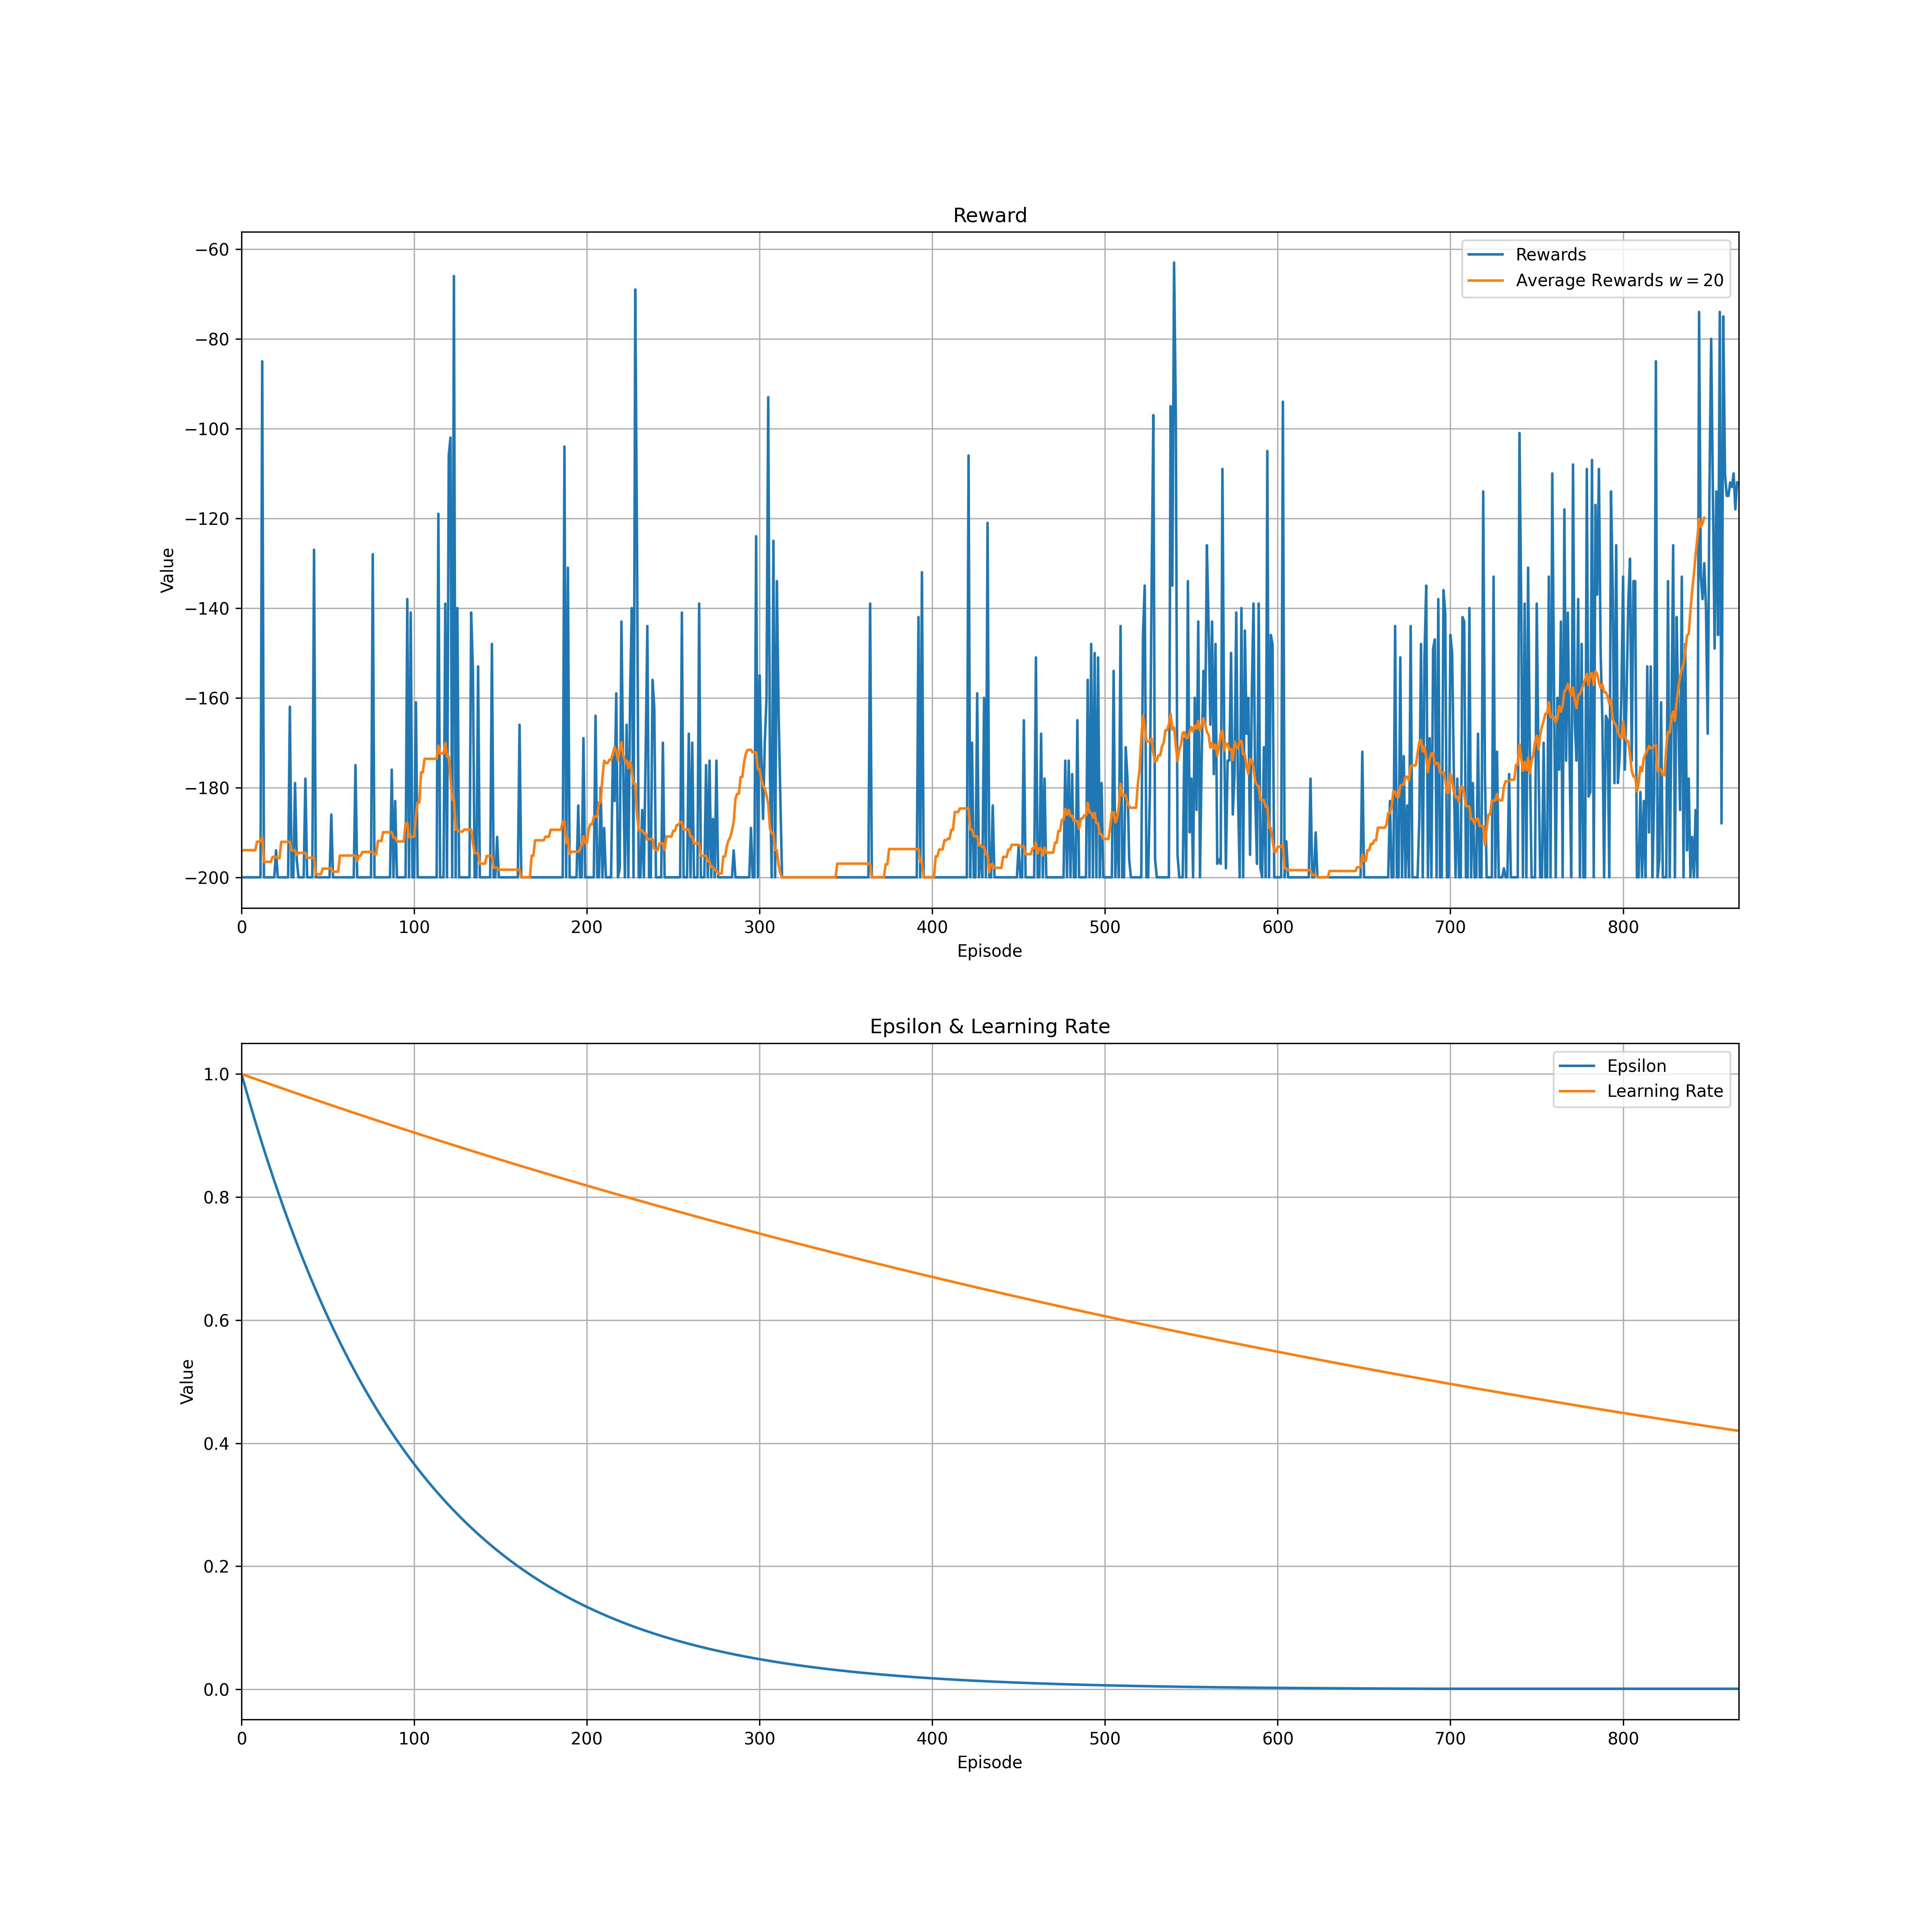 Reward
−60
−80
−100
−120
−140
−160
−180
−200
Value
Rewards
Average Rewards w = 20
0 100 200 300 400 500 600 700 800
Episode
Epsilon & Learning Rate
1.0
0.8
0.6
0.4
0.2
0.0
Value
Epsilon
Learning Rate
0 100 200 300 400 500 600 700 800
Episode